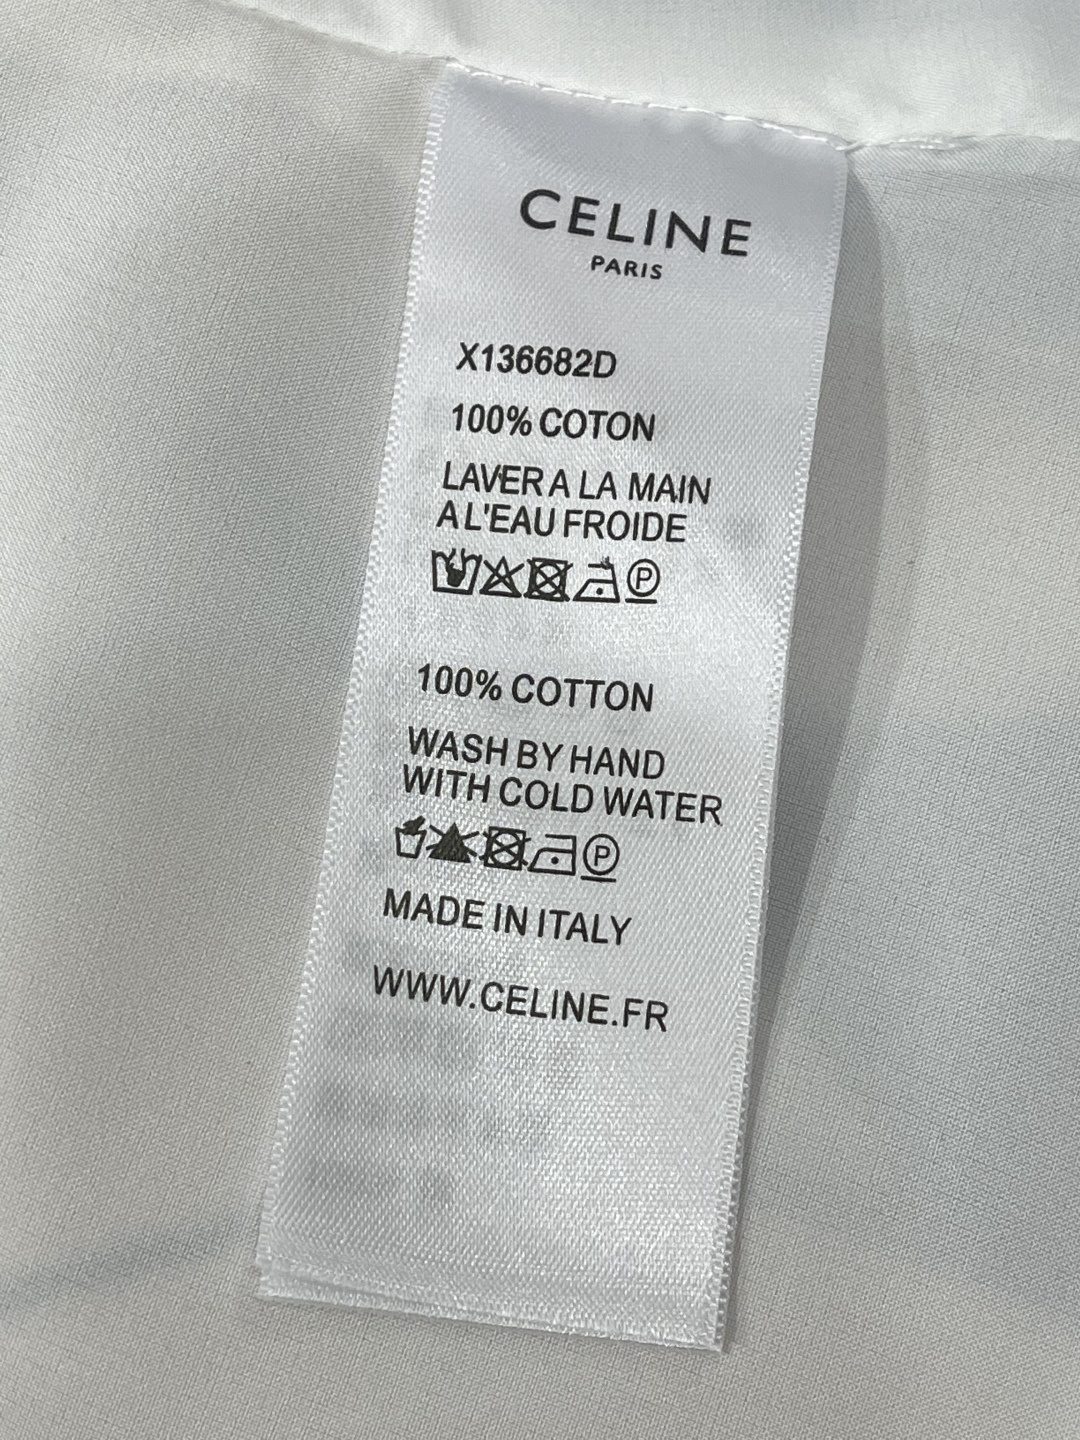 CELINE
PARIS
X136682D
100% COTON
LAVER A LA MAIN
A L'EAU FROIDE
P
100% COTTON
WASH BY HAND
WITH COLD WATER
P
MADE IN ITALY
WWW.CELINE.FR